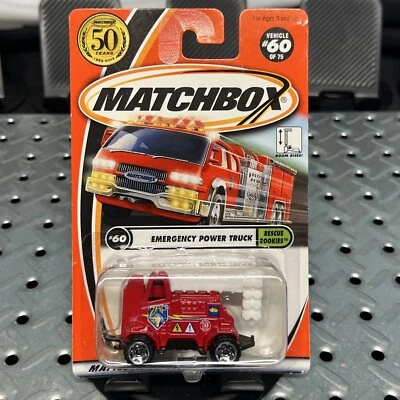 MATCHBOX
50
YEARS
For Ages 3 and up
VEHICLE
#60
OF 75
MATCHBOX®
BOOM RISES!
#60
EMERGENCY POWER TRUCK
RESCUE
ROOKIES™